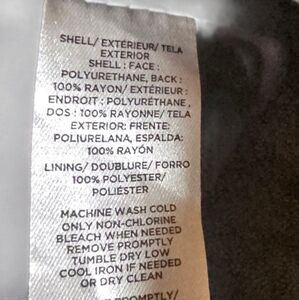 SHELL/ EXTÉRIEUR/ TELA
EXTERIOR
SHELL : FACE :
POLYURETHANE, BACK :
100% RAYON/ EXTÉRIEUR :
ENDROIT : POLYURÉTHANE ,
DOS : 100% RAYONNE/ TELA
EXTERIOR: FRENTE:
POLIURELANA, ESPALDA:
100% RAYÓN
LINING/ DOUBLURE/ FORRO
100% POLYESTER/
POLIÉSTER
MACHINE WASH COLD
ONLY NON-CHLORINE
BLEACH WHEN NEEDED
REMOVE PROMPTLY
TUMBLE DRY LOW
COOL IRON IF NEEDED
OR DRY CLEAN
PROMPTLY/